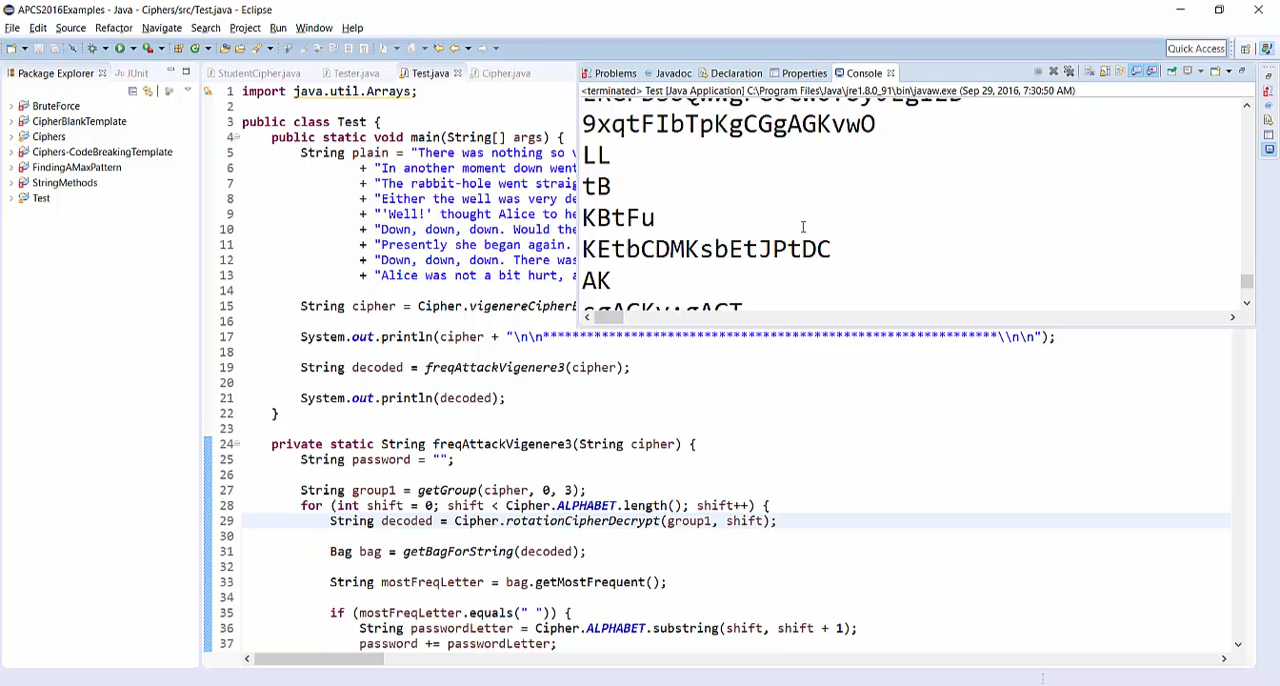 APCS2016Examples - Java - Ciphers/src/Test.java - Eclipse
File Edit Source Refactor Navigate Search Project Run Window Help
Quick Access
Package Explorer JUnit
BruteForce
CipherBlankTemplate
Ciphers
Ciphers-CodeBreakingTemplate
FindingAMaxPattern
StringMethods
Test
StudentCipher.java Tester.java Test.java Cipher.java
1 import java.util.Arrays;
2
3 public class Test {
4 public static void main(String[] args) {
5 String plain = "There was nothing so
6 + "In another moment down went
7 + "The rabbit-hole went straig
8 + "Either the well was very de
9 + "'Well!' thought Alice to he
10 + "Down, down, down. Would the
11 + "Presently she began again.
12 + "Down, down, down. There was
13 + "Alice was not a bit hurt,
14
15 String cipher = Cipher.vigenereCipher
16
17 System.out.println(cipher + "\n\n**************************************************************\\n\n");
18
19 String decoded = freqAttackVigenere3(cipher);
20
21 System.out.println(decoded);
22 }
23
24 private static String freqAttackVigenere3(String cipher) {
25 String password = "";
26
27 String group1 = getGroup(cipher, 0, 3);
28 for (int shift = 0; shift < Cipher.ALPHABET.length(); shift++) {
29 String decoded = Cipher.rotationCipherDecrypt(group1, shift);
30
31 Bag bag = getBagForString(decoded);
32
33 String mostFreqLetter = bag.getMostFrequent();
34
35 if (mostFreqLetter.equals(" ")) {
36 String passwordLetter = Cipher.ALPHABET.substring(shift, shift + 1);
37 password += passwordLetter;
Problems Javadoc Declaration Properties Console
<terminated> Test [Java Application] C:\Program Files\Java\jre1.8.0_91\bin\javaw.exe (Sep 29, 2016, 7:30:50 AM)
9xqtFIbTpKgCGgAGKvwO
LL
tB
KBtFu
KEtbCDMKsbEtJPtDC
AK